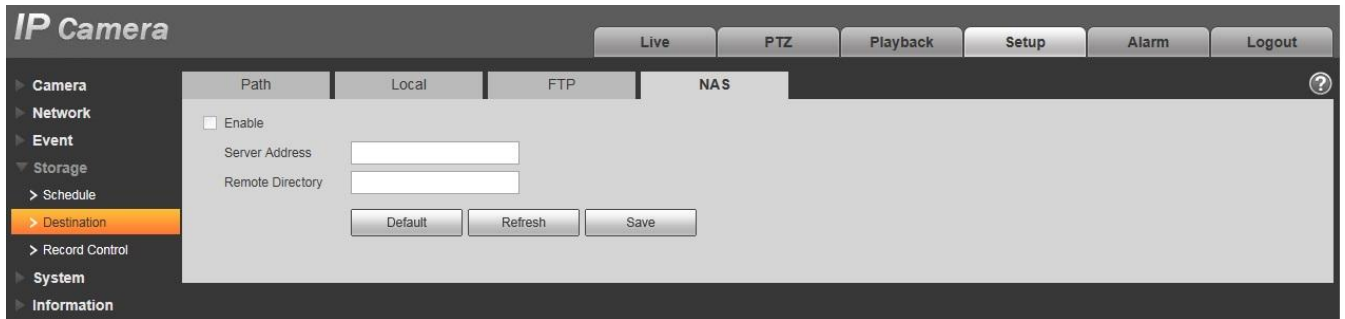 IP Camera
Live PTZ Playback Setup Alarm Logout
Camera
Network
Event
Storage
> Schedule
> Destination
> Record Control
System
Information
Path Local FTP NAS
?
Enable
Server Address
Remote Directory
Default Refresh Save